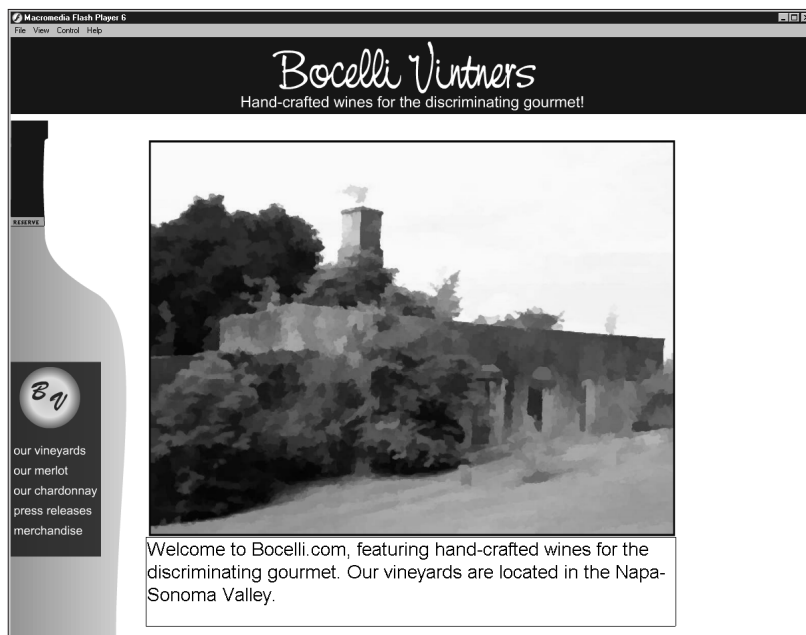 Macromedia Flash Player 6
File View Control Help
Bocelli Vintners
Hand-crafted wines for the discriminating gourmet!
RESERVE
BV
our vineyards
our merlot
our chardonnay
press releases
merchandise
Welcome to Bocelli.com, featuring hand-crafted wines for the
discriminating gourmet. Our vineyards are located in the Napa-
Sonoma Valley.